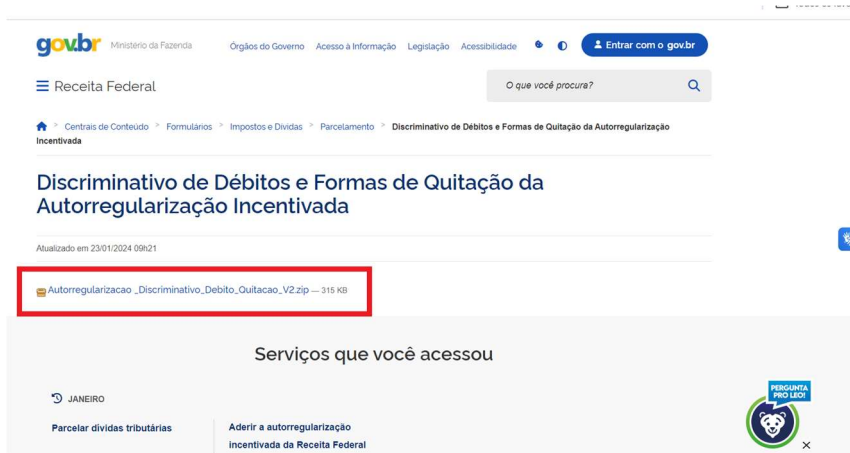 gov.br Ministério da Fazenda Órgãos do Governo Acesso à Informação Legislação Acessibilidade Entrar com o gov.br
Receita Federal O que você procura?
> Centrais de Conteúdo > Formulários > Impostos e Dívidas > Parcelamento > Discriminativo de Débitos e Formas de Quitação da Autorregularização
Incentivada
Discriminativo de Débitos e Formas de Quitação da
Autorregularização Incentivada
Atualizado em 23/01/2024 09h21
Autorregularizacao _Discriminativo_Debito_Quitacao_V2.zip — 315 KB
Serviços que você acessou
JANEIRO
PERGUNTA
PRO LEO!
Parcelar dívidas tributárias Aderir a autorregularização
incentivada da Receita Federal